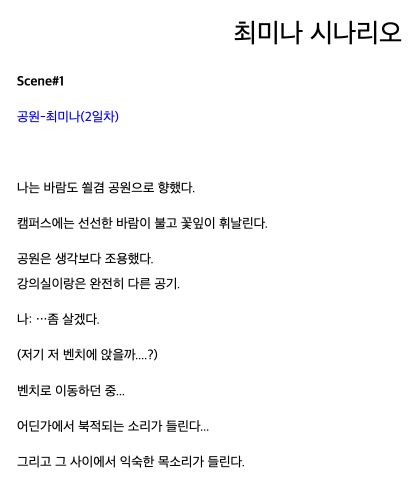 최미나 시나리오
Scene#1
공원-최미나(2일차)
나는 바람도 쐴겸 공원으로 향했다.
캠퍼스에는 선선한 바람이 불고 꽃잎이 휘날린다.
공원은 생각보다 조용했다.
강의실이랑은 완전히 다른 공기.
나: …좀 살겠다.
(저기 저 벤치에 앉을까....?)
벤치로 이동하던 중...
어딘가에서 북적되는 소리가 들린다...
그리고 그 사이에서 익숙한 목소리가 들린다.